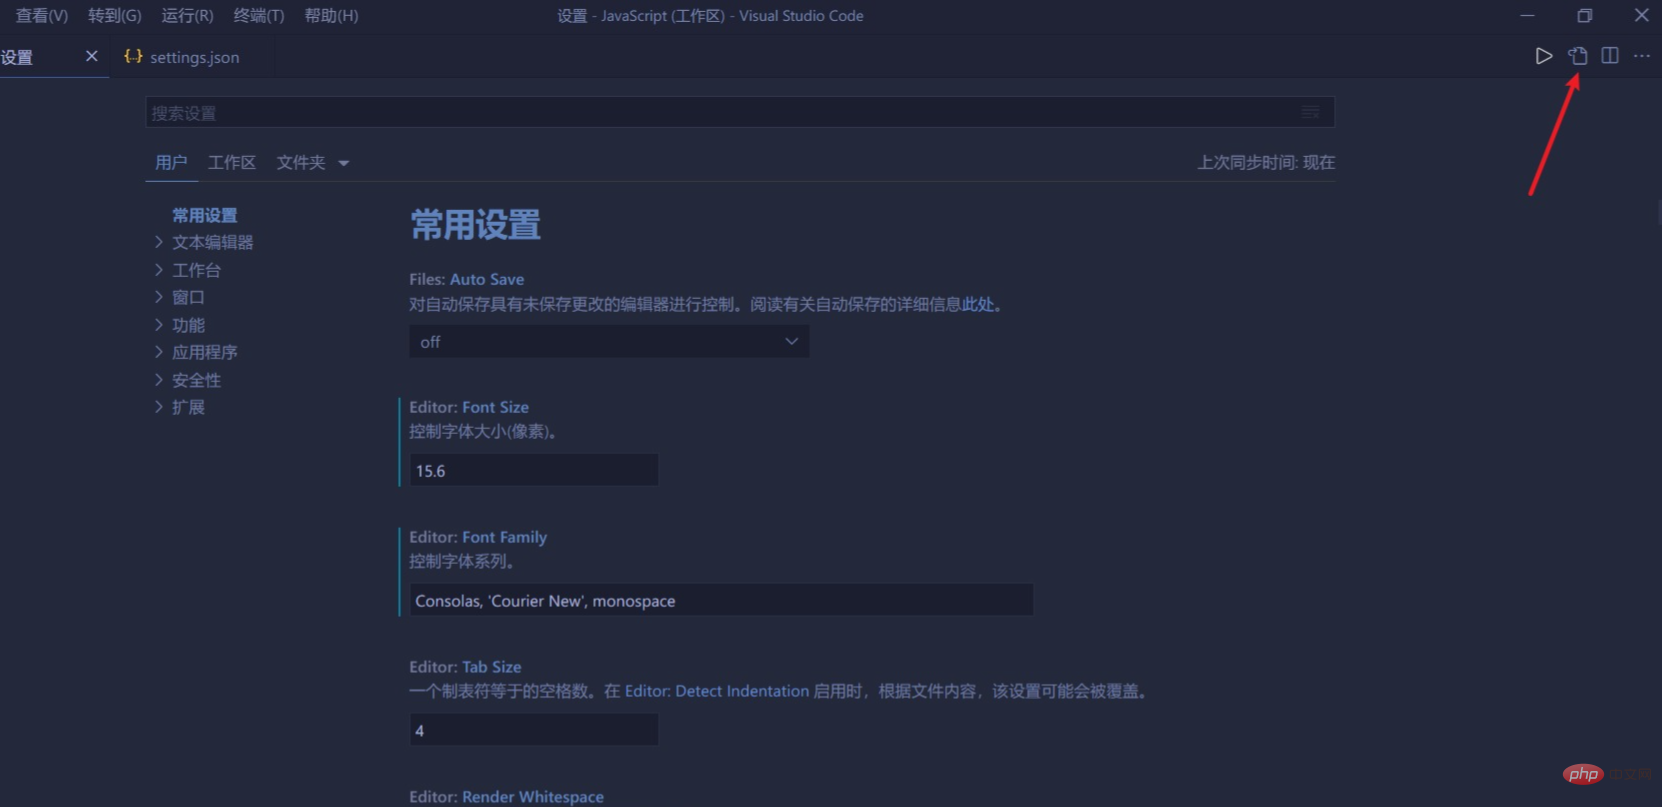 查看(V) 转到(G) 运行(R) 终端(T) 帮助(H) 设置 - JavaScript (工作区) - Visual Studio Code
设置 {..} settings.json
搜索设置
用户 工作区 文件夹 上次同步时间: 现在
常用设置
文本编辑器
工作台
窗口
功能
应用程序
安全性
扩展
常用设置
Files: Auto Save
对自动保存具有未保存更改的编辑器进行控制。阅读有关自动保存的详细信息此处。
off
Editor: Font Size
控制字体大小(像素)。
15.6
Editor: Font Family
控制字体系列。
Consolas, 'Courier New', monospace
Editor: Tab Size
一个制表符等于的空格数。在 Editor: Detect Indentation 启用时，根据文件内容，该设置可能会被覆盖。
4
Editor: Render Whitespace
php 中文网